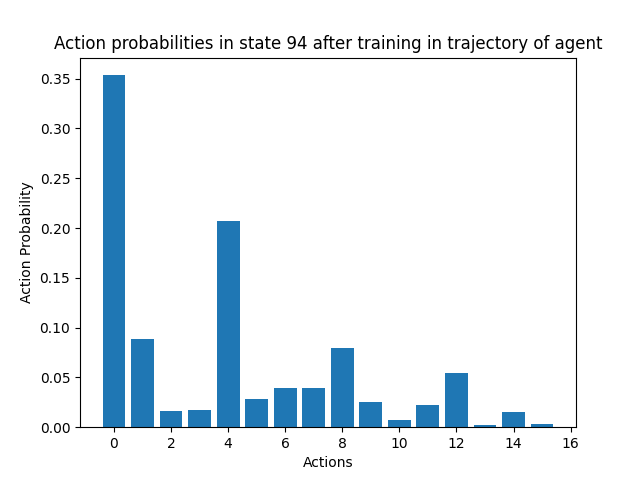 Action probabilities in state 94 after training in trajectory of agent
0.35
0.30
0.25
0.20
0.15
0.10
0.05
0.00
Action Probability
0 2 4 6 8 10 12 14 16
Actions